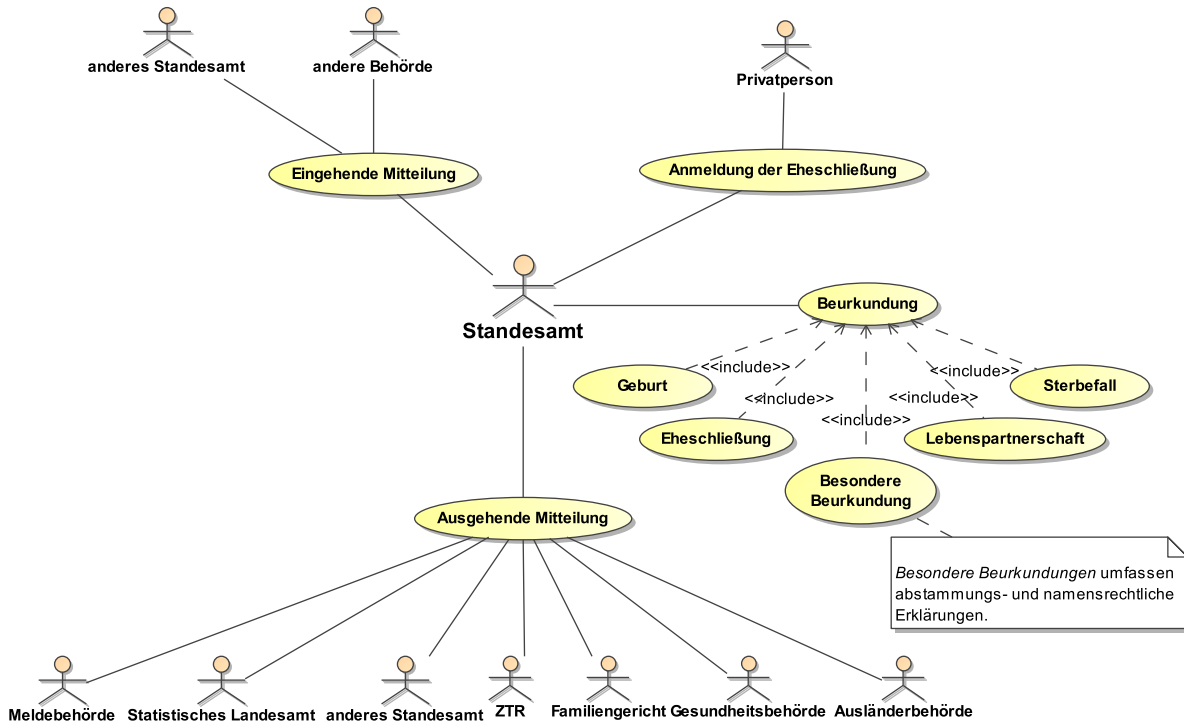 anderes Standesamt
andere Behörde
Privatperson
Eingehende Mitteilung
Anmeldung der Eheschließung
Standesamt
Beurkundung
<<include>>
<<include>>
Geburt
Sterbefall
<<include>>
<<include>>
<<include>>
Eheschließung
Lebenspartnerschaft
Besondere
Beurkundung
Ausgehende Mitteilung
Besondere Beurkundungen umfassen
abstammungs- und namensrechtliche
Erklärungen.
Meldebehörde
Statistisches Landesamt
anderes Standesamt
ZTR
Familiengericht
Gesundheitsbehörde
Ausländerbehörde